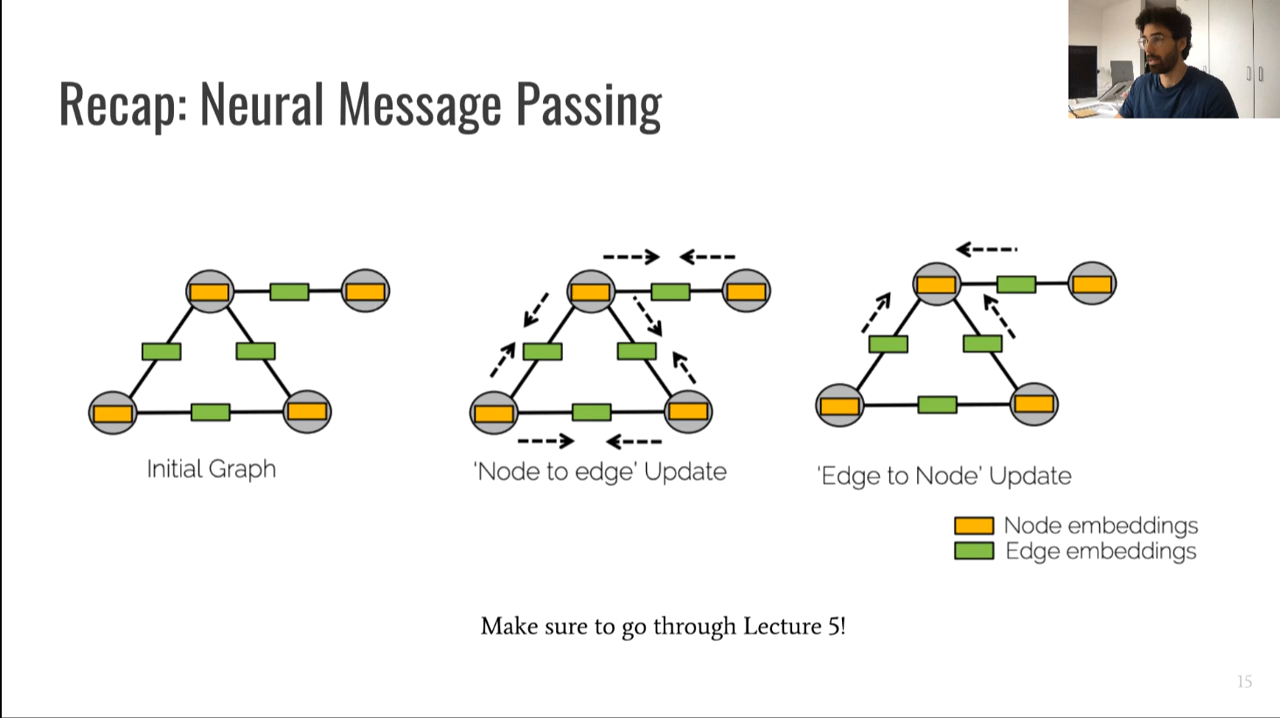 Recap: Neural Message Passing
Initial Graph
'Node to edge' Update
'Edge to Node' Update
Node embeddings
Edge embeddings
Make sure to go through Lecture 5!
15